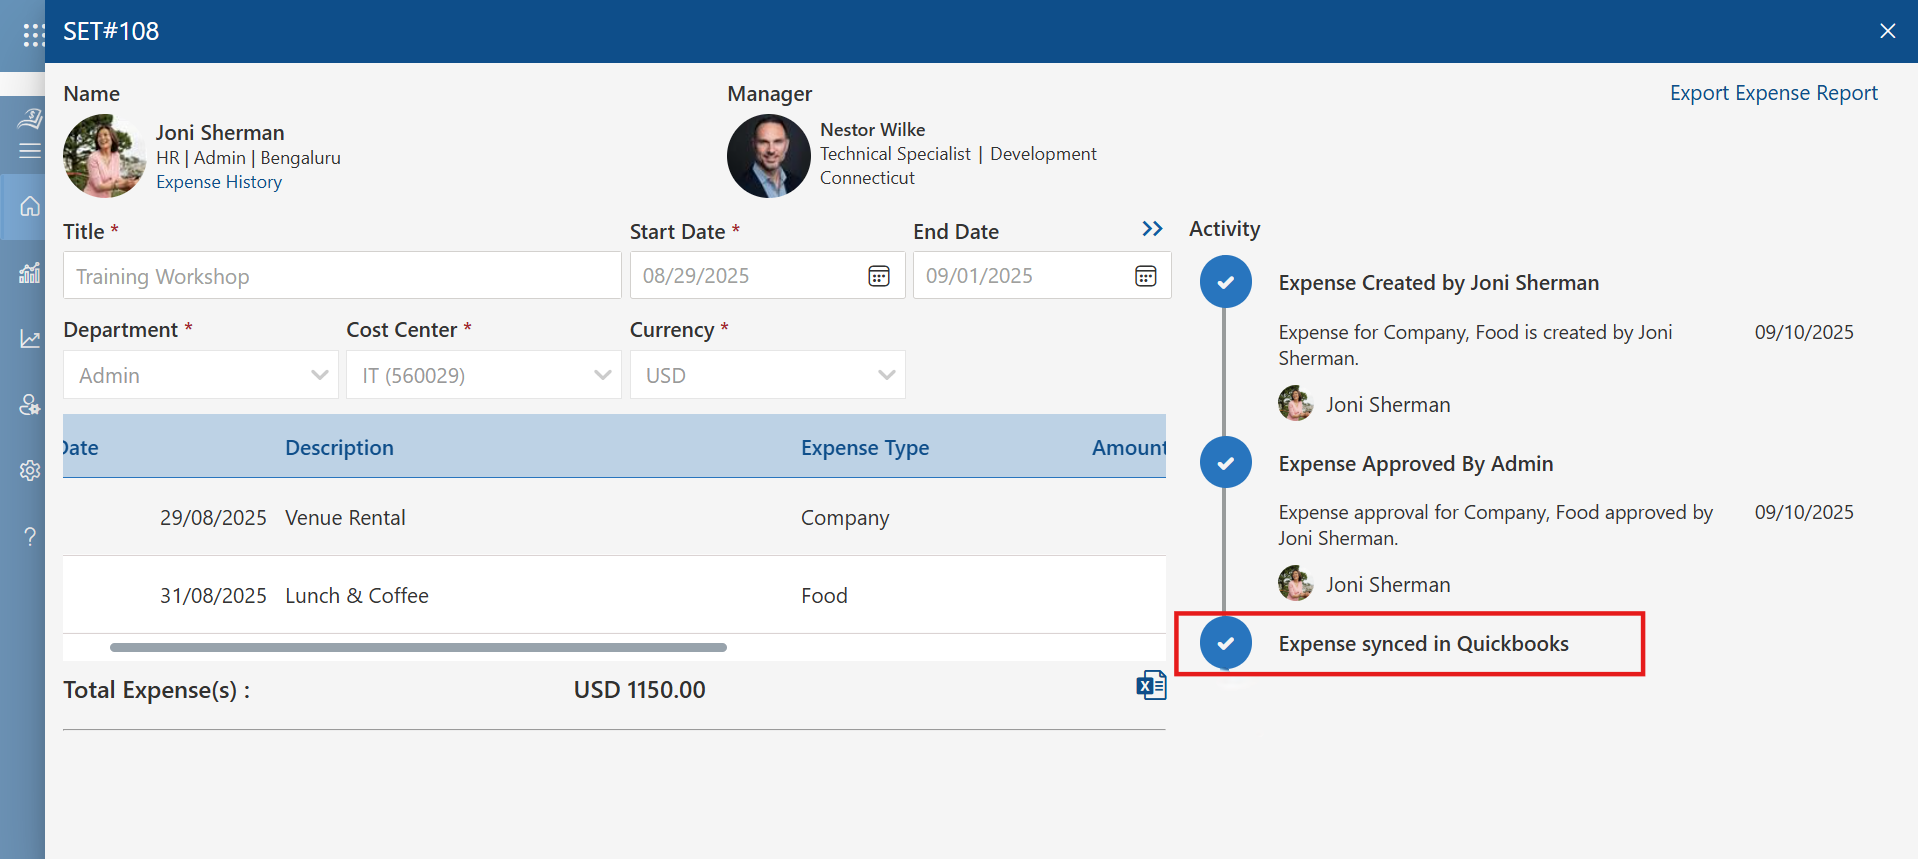 SET#108
Name
Joni Sherman
HR | Admin | Bengaluru
Expense History
Manager
Nestor Wilke
Technical Specialist | Development
Connecticut
Export Expense Report
Title *
Training Workshop
Start Date *
08/29/2025
End Date
09/01/2025
Department *
Admin
Cost Center *
IT (560029)
Currency *
USD
Date Description Expense Type Amount
29/08/2025 Venue Rental Company
31/08/2025 Lunch & Coffee Food
Total Expense(s) : USD 1150.00
Activity
Expense Created by Joni Sherman
Expense for Company, Food is created by Joni 09/10/2025
Sherman.
Joni Sherman
Expense Approved By Admin
Expense approval for Company, Food approved by 09/10/2025
Joni Sherman.
Joni Sherman
Expense synced in Quickbooks